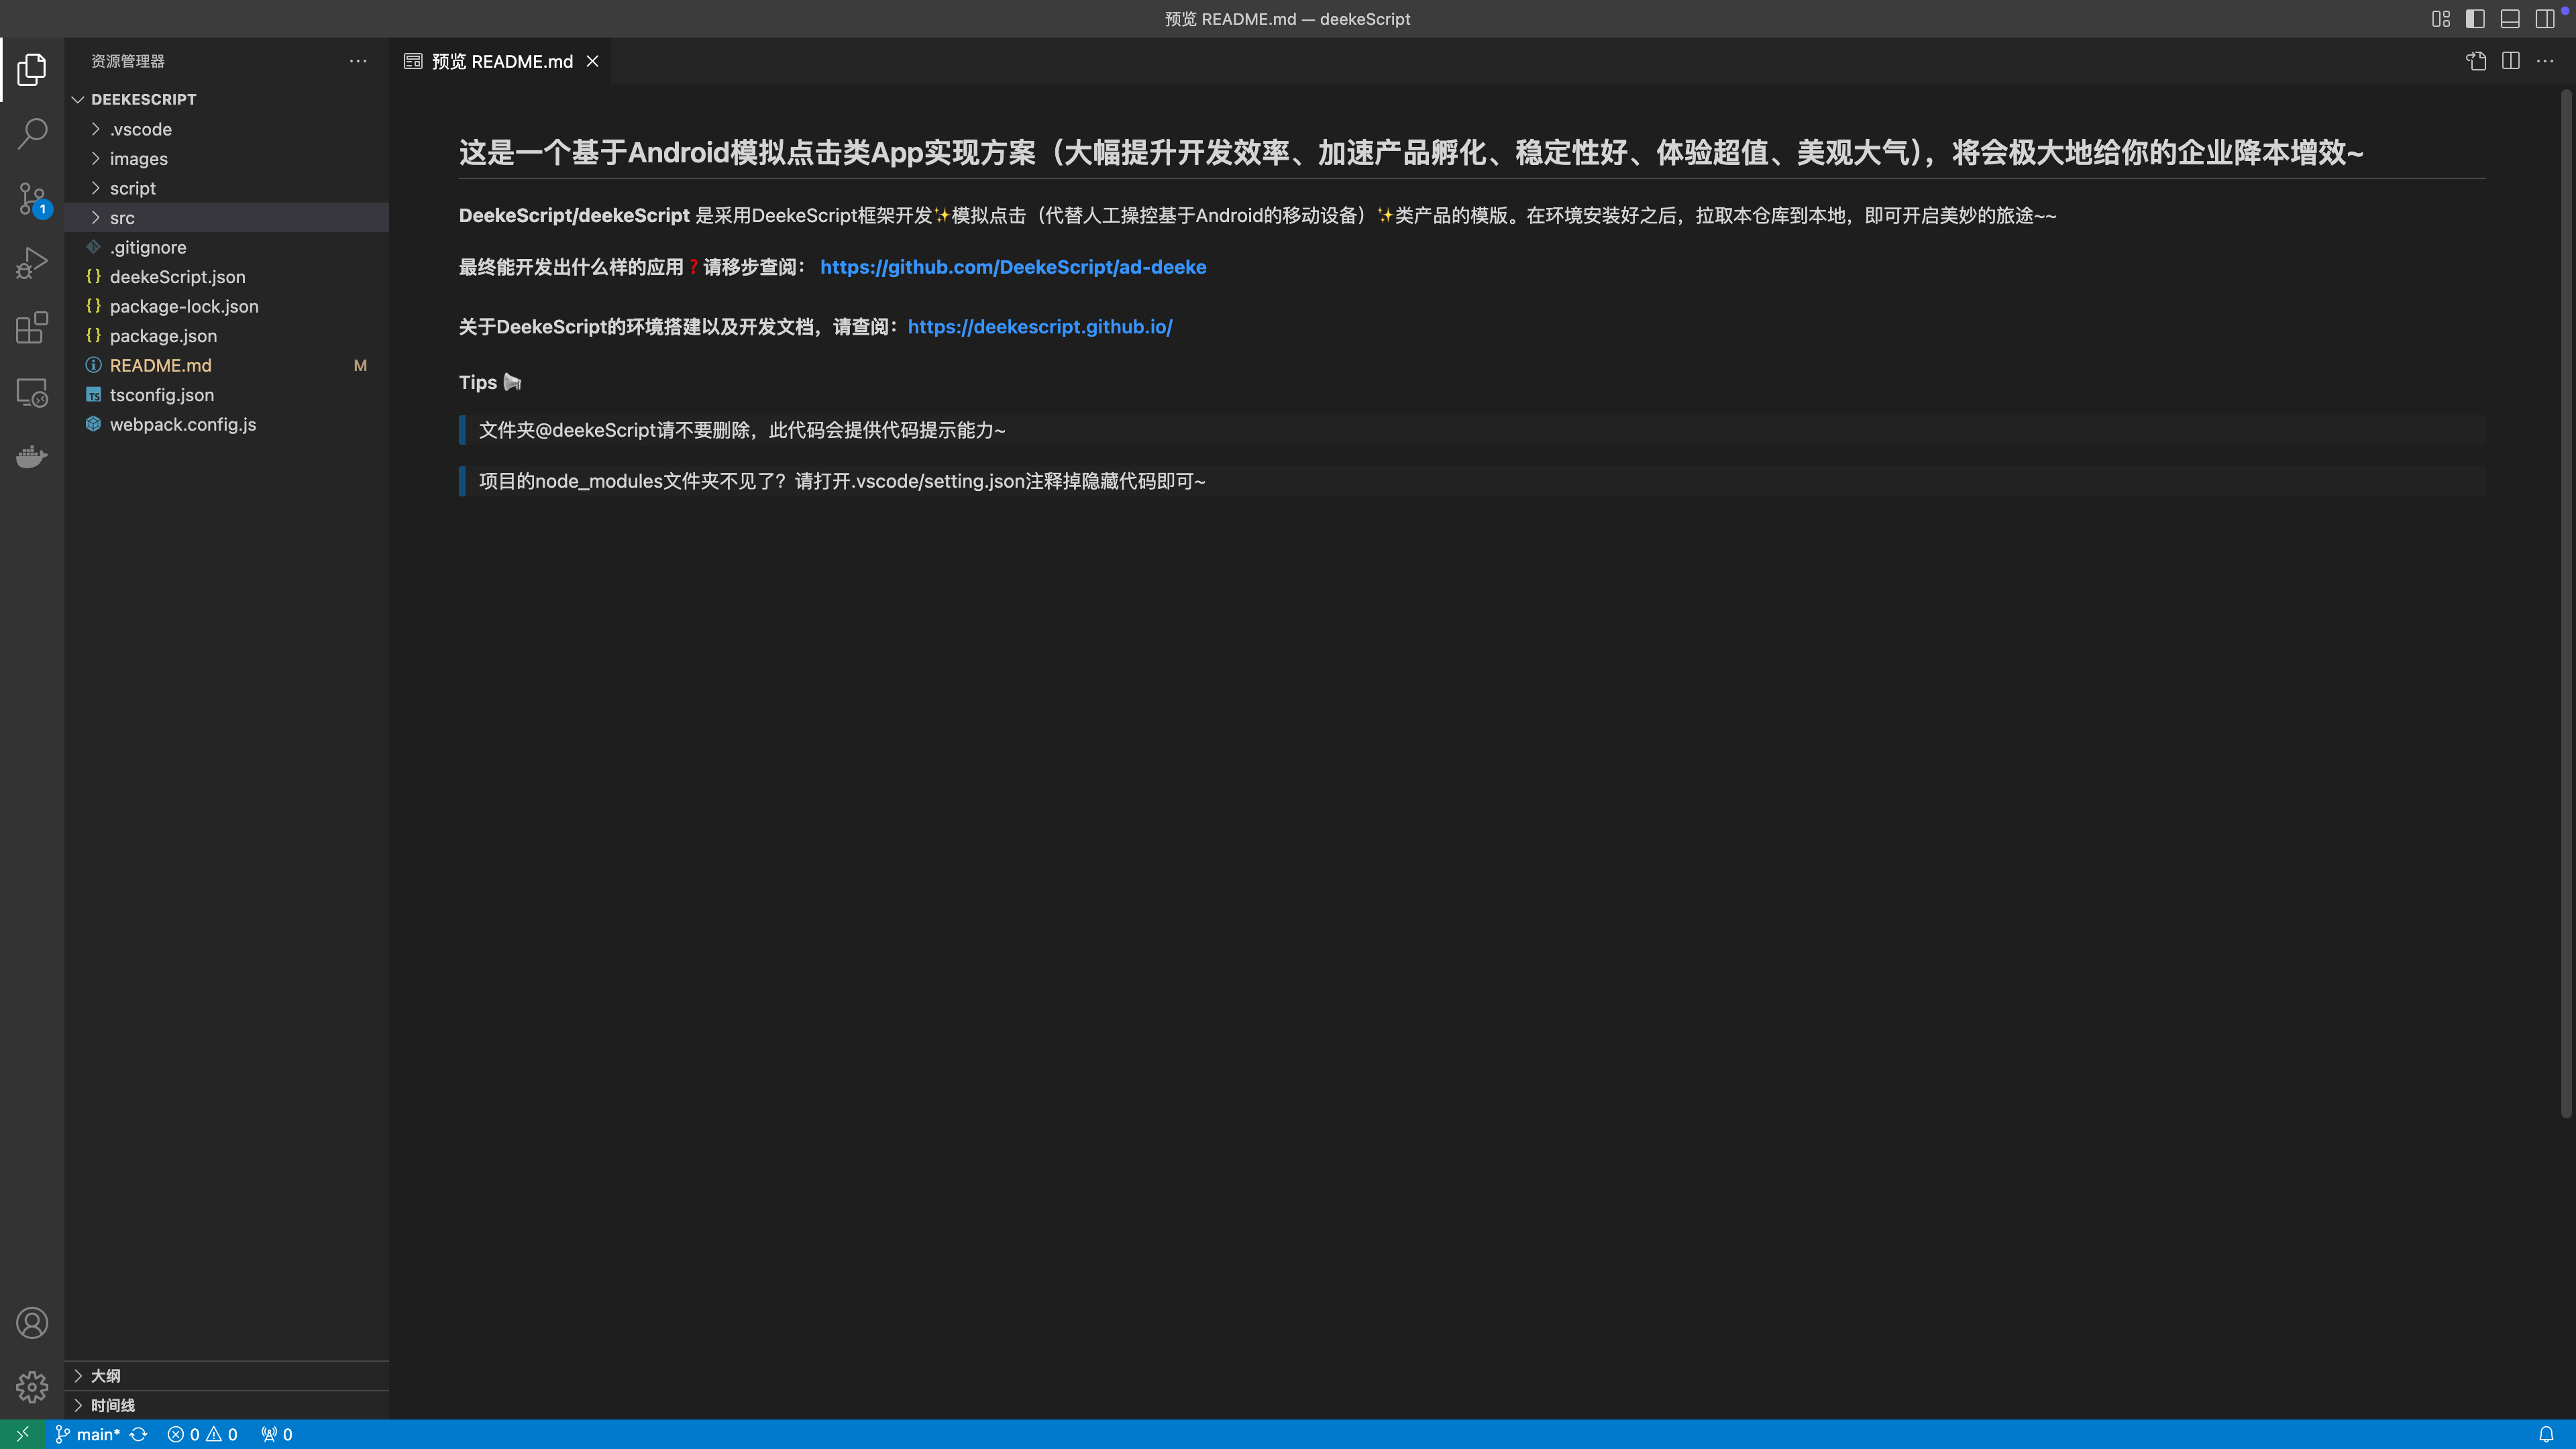 预览 README.md — deekeScript
资源管理器
预览 README.md
DEEKESCRIPT
.vscode
images
script
src
.gitignore
deekeScript.json
package-lock.json
package.json
README.md M
tsconfig.json
webpack.config.js
1
这是一个基于Android模拟点击类App实现方案（大幅提升开发效率、加速产品孵化、稳定性好、体验超值、美观大气），将会极大地给你的企业降本增效~
DeekeScript/deekeScript 是采用DeekeScript框架开发✨模拟点击（代替人工操控基于Android的移动设备）✨类产品的模版。在环境安装好之后，拉取本仓库到本地，即可开启美妙的旅途~~
最终能开发出什么样的应用❓请移步查阅： https://github.com/DeekeScript/ad-deeke
关于DeekeScript的环境搭建以及开发文档，请查阅：https://deekescript.github.io/
Tips 📢
文件夹@deekeScript请不要删除，此代码会提供代码提示能力~
项目的node_modules文件夹不见了？请打开.vscode/setting.json注释掉隐藏代码即可~
大纲
时间线
main* 0 0 0